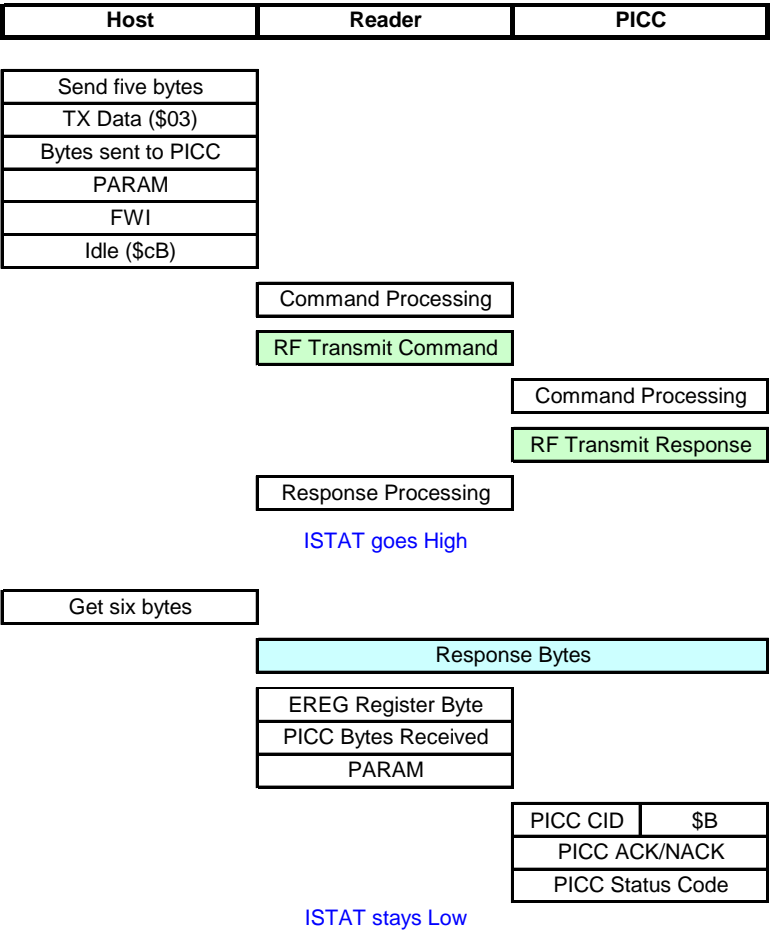 Host Reader PICC
Send five bytes
TX Data ($03)
Bytes sent to PICC
PARAM
FWI
Idle ($cB)
Command Processing
RF Transmit Command
Command Processing
RF Transmit Response
Response Processing
ISTAT goes High
Get six bytes
Response Bytes
EREG Register Byte
PICC Bytes Received
PARAM
PICC CID $B
PICC ACK/NACK
PICC Status Code
ISTAT stays Low